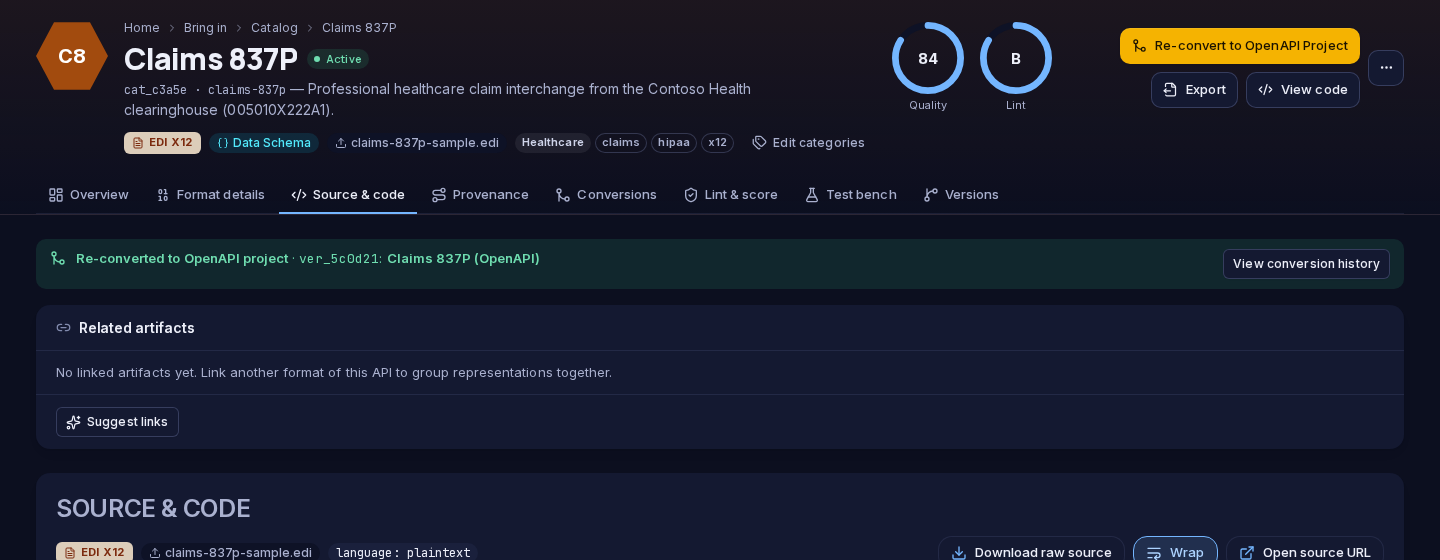 C8
Home > Bring in > Catalog > Claims 837P
Claims 837P Active
cat_c3a5e · claims-837p — Professional healthcare claim interchange from the Contoso Health
clearinghouse (005010X222A1).
EDI X12 {} Data Schema claims-837p-sample.edi Healthcare claims hipaa x12 Edit categories
84
Quality
B
Lint
Re-convert to OpenAPI Project
Export View code
Overview Format details Source & code Provenance Conversions Lint & score Test bench Versions
Re-converted to OpenAPI project · ver_5c0d21: Claims 837P (OpenAPI) View conversion history
Related artifacts
No linked artifacts yet. Link another format of this API to group representations together.
Suggest links
SOURCE & CODE
EDI X12 claims-837p-sample.edi language: plaintext Download raw source Wrap Open source URL